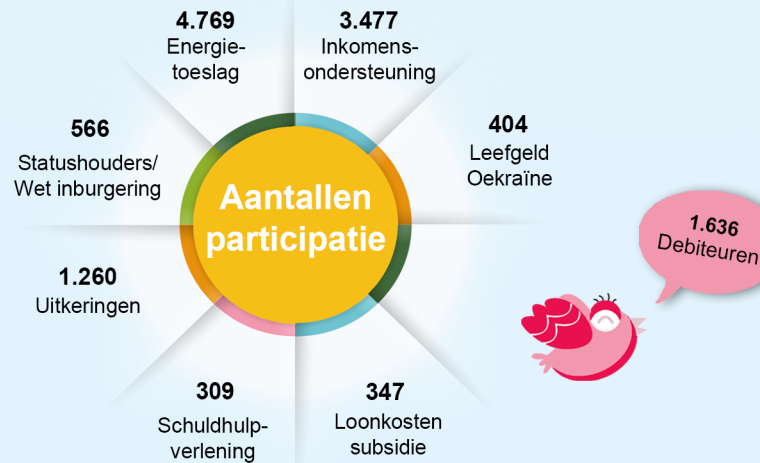 4.769
Energie-
toeslag
3.477
Inkomens-
ondersteuning
404
Leefgeld
Oekraïne
347
Loonkosten
subsidie
309
Schuldhulp-
verlening
1.260
Uitkeringen
566
Statushouders/
Wet inburgering
Aantallen
participatie
1.636
Debiteuren